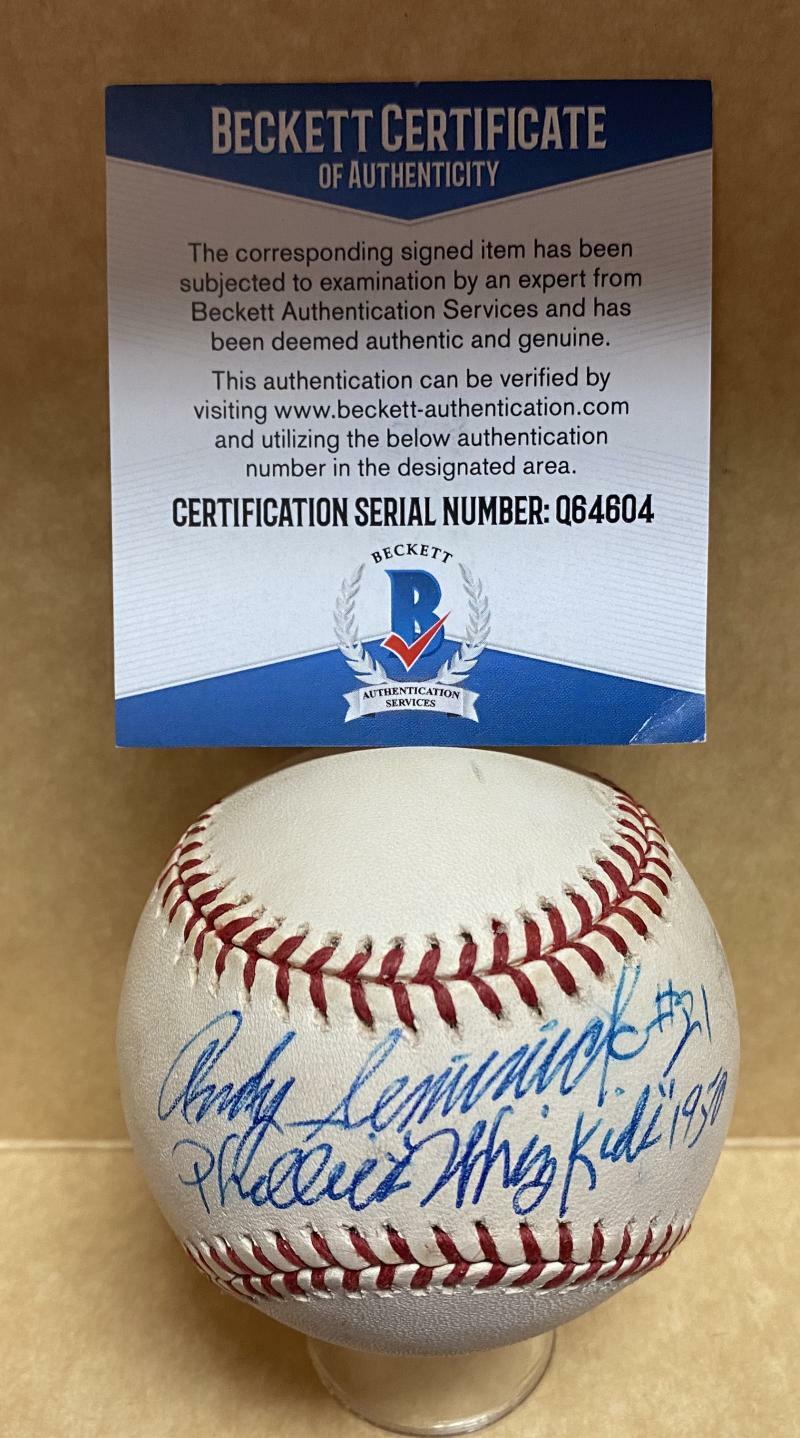 BECKETT CERTIFICATE
OF AUTHENTICITY
The corresponding signed item has been
subjected to examination by an expert from
Beckett Authentication Services and has
been deemed authentic and genuine.
This authentication can be verified by
visiting www.beckett-authentication.com
and utilizing the below authentication
number in the designated area.
CERTIFICATION SERIAL NUMBER: Q64604
BECKETT
B
AUTHENTICATION
SERVICES
Andy Seminick #21
Phillies Whiz Kids" 1950